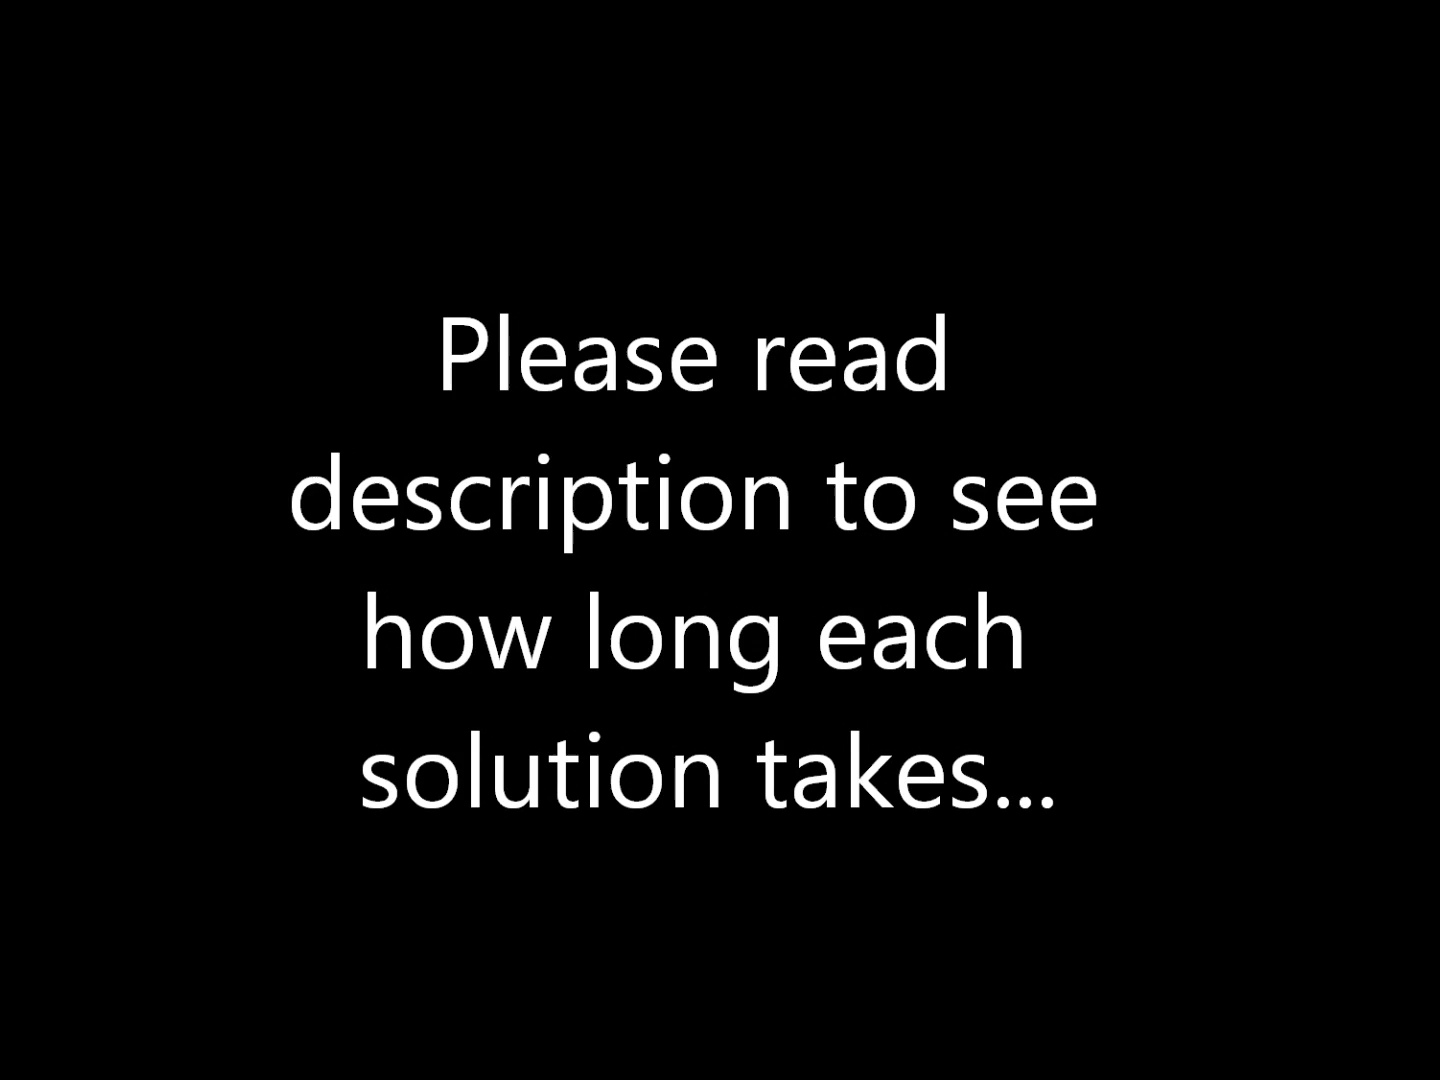 Please read
description to see
how long each
solution takes...